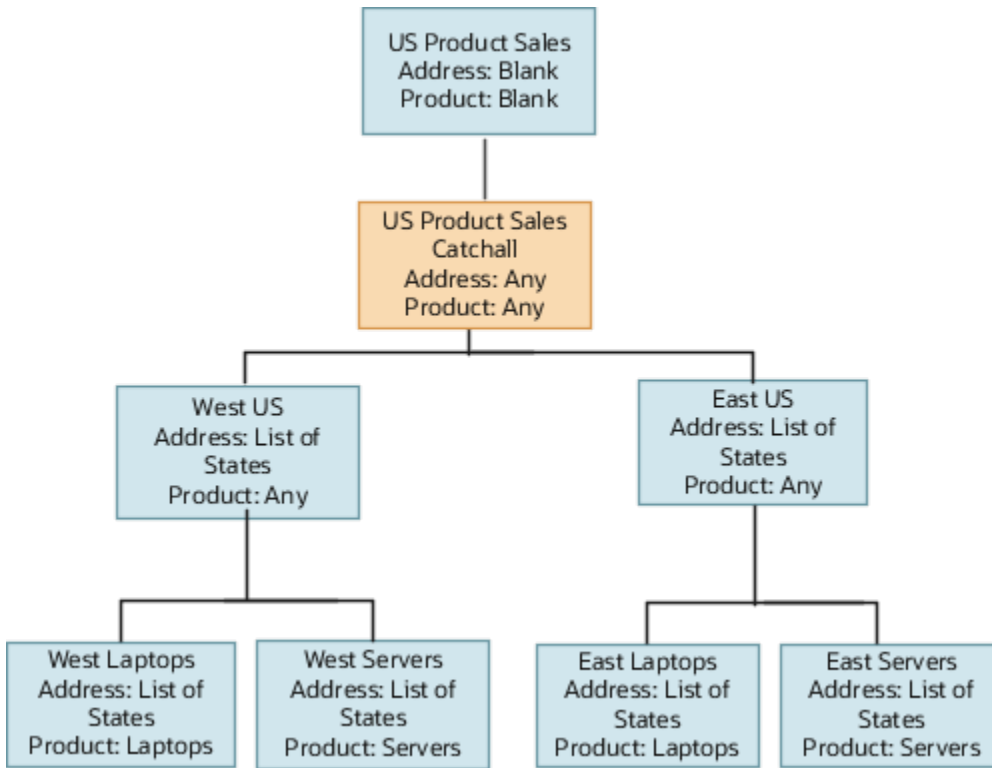 US Product Sales
Address: Blank
Product: Blank
US Product Sales
Catchall
Address: Any
Product: Any
West US
Address: List of
States
Product: Any
East US
Address: List of
States
Product: Any
West Laptops
Address: List of
States
Product: Laptops
West Servers
Address: List of
States
Product: Servers
East Laptops
Address: List of
States
Product: Laptops
East Servers
Address: List of
States
Product: Servers